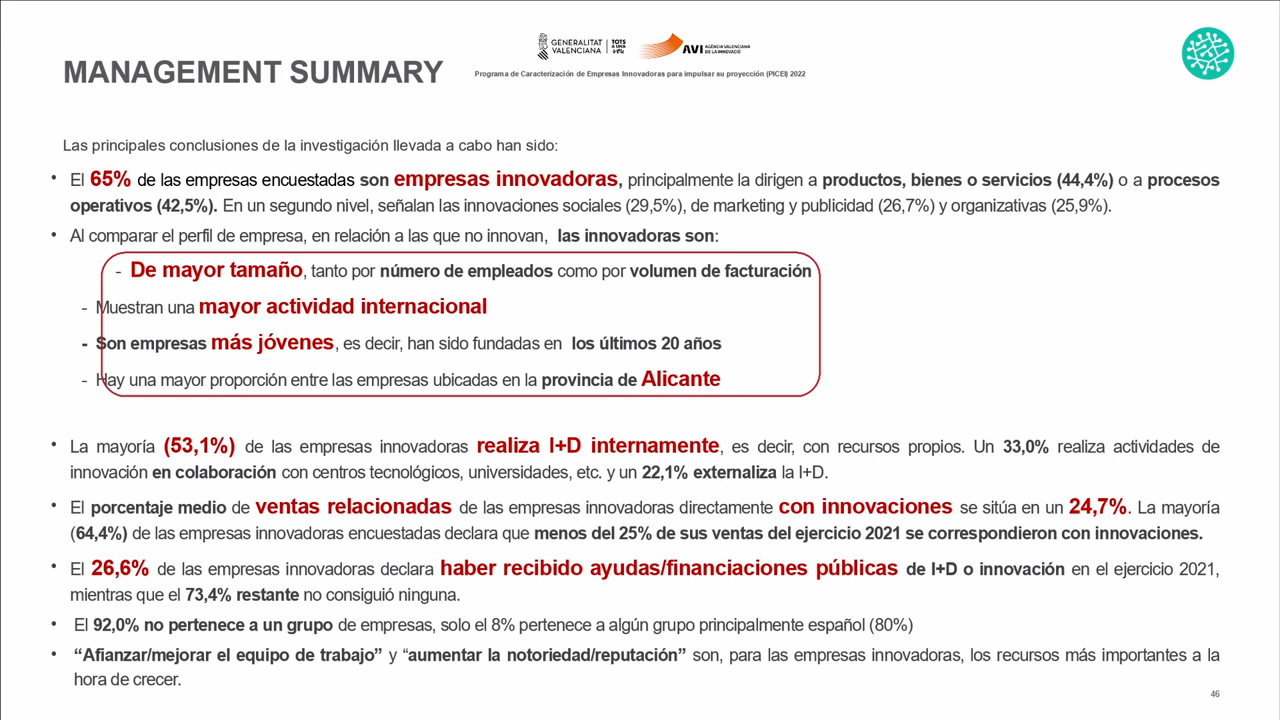 GENERALITAT
VALENCIANA
TOTS
A UNA
veu
AVI AGÈNCIA VALENCIANA
DE LA INNOVACIÓ
MANAGEMENT SUMMARY
Programa de Caracterización de Empresas Innovadoras para impulsar su proyección (PICEI) 2022
Las principales conclusiones de la investigación llevada a cabo han sido:
• El 65% de las empresas encuestadas son empresas innovadoras, principalmente la dirigen a productos, bienes o servicios (44,4%) o a procesos
operativos (42,5%). En un segundo nivel, señalan las innovaciones sociales (29,5%), de marketing y publicidad (26,7%) y organizativas (25,9%).
• Al comparar el perfil de empresa, en relación a las que no innovan, las innovadoras son:
- De mayor tamaño, tanto por número de empleados como por volumen de facturación
- Muestran una mayor actividad internacional
- Son empresas más jóvenes, es decir, han sido fundadas en los últimos 20 años
- Hay una mayor proporción entre las empresas ubicadas en la provincia de Alicante
• La mayoría (53,1%) de las empresas innovadoras realiza I+D internamente, es decir, con recursos propios. Un 33,0% realiza actividades de
innovación en colaboración con centros tecnológicos, universidades, etc. y un 22,1% externaliza la I+D.
• El porcentaje medio de ventas relacionadas de las empresas innovadoras directamente con innovaciones se sitúa en un 24,7%. La mayoría
(64,4%) de las empresas innovadoras encuestadas declara que menos del 25% de sus ventas del ejercicio 2021 se correspondieron con innovaciones.
• El 26,6% de las empresas innovadoras declara haber recibido ayudas/financiaciones públicas de I+D o innovación en el ejercicio 2021,
mientras que el 73,4% restante no consiguió ninguna.
• El 92,0% no pertenece a un grupo de empresas, solo el 8% pertenece a algún grupo principalmente español (80%)
• “Afianzar/mejorar el equipo de trabajo” y “aumentar la notoriedad/reputación” son, para las empresas innovadoras, los recursos más importantes a la
hora de crecer.
46